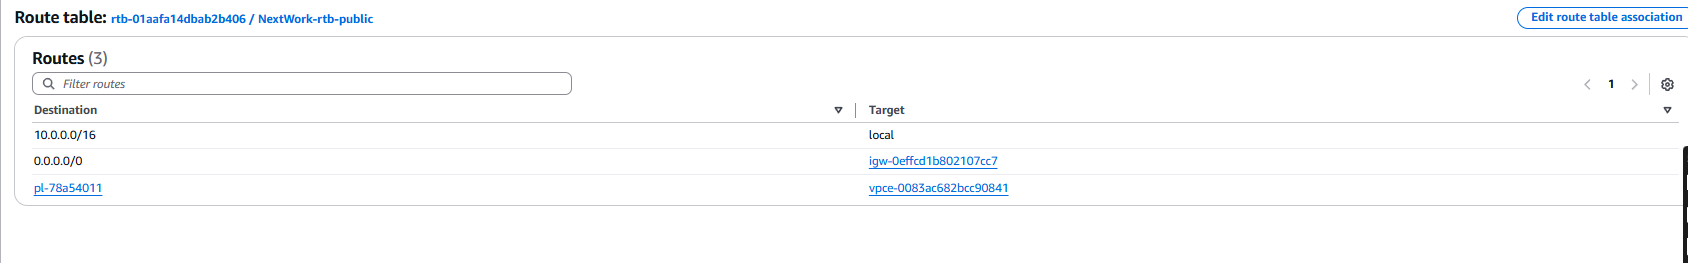 Route table: rtb-01aafa14dbab2b406 / NextWork-rtb-public
Edit route table association
Routes (3)
Filter routes
1
Destination Target
10.0.0.0/16 local
0.0.0.0/0 igw-0effcd1b802107cc7
pl-78a54011 vpce-0083ac682bcc90841